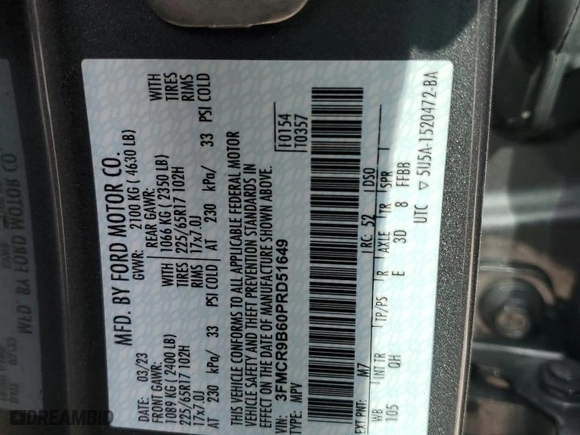 MFD. BY FORD MOTOR CO.
DATE: 03/23
GVWR: 2100 KG ( 4630 LB)
1089 KG ( 2400 LB)
WITH
225/65R17 102H
TIRES
17x7.0J
RIMS
AT 230 kPa/ 33 PSI COLD
REAR GAWR:
1066 KG ( 2350 LB)
WITH
225/65R17 102H
TIRES
17x7.0J
RIMS
AT 230 kPa/ 33 PSI COLD
THIS VEHICLE CONFORMS TO ALL APPLICABLE FEDERAL MOTOR
VEHICLE SAFETY AND THEFT PREVENTION STANDARDS IN
EFFECT ON THE DATE OF MANUFACTURE SHOWN ABOVE.
VIN: 3FMCR9B60PRD51649
TYPE: MPV
10154
10357
EXT PNT: M7
RC: 52
DSO
WB
INT TR
TP/PS
R
AXLE
TR
SPR
105
QH
E
3D
8
FFBB
UTC ▽ 5U5A-1520472-BA
DREAMBID